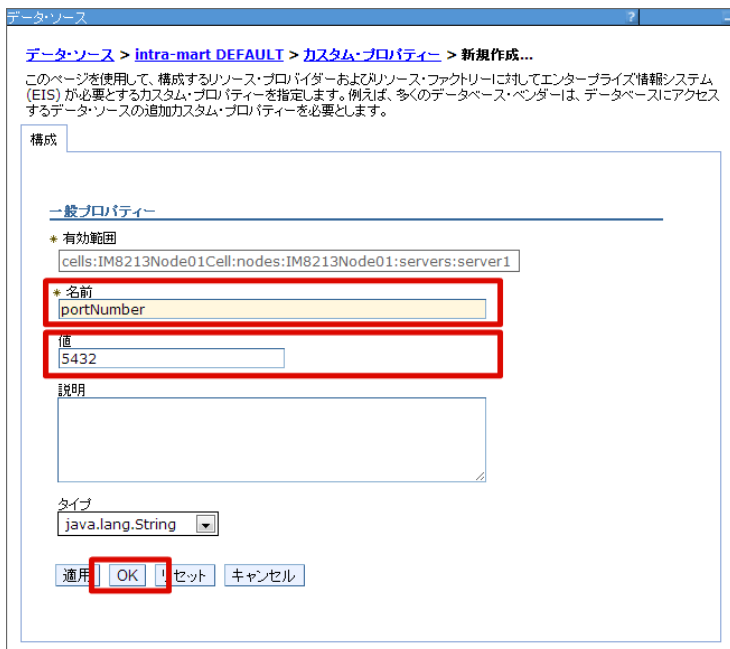 データ・ソース ?
データ・ソース > intra-mart DEFAULT > カスタム・プロパティー > 新規作成...
このページを使用して、構成するリソース・プロバイダーおよびリソース・ファクトリーに対してエンタープライズ情報システム
(EIS) が必要とするカスタム・プロパティーを指定します。例えば、多くのデータベース・ベンダーは、データベースにアクセス
するデータ・ソースの追加カスタム・プロパティーを必要とします。
構成
一般プロパティー
* 有効範囲
cells:IM8213Node01Cell:nodes:IM8213Node01:servers:server1
* 名前
portNumber
値
5432
説明
タイプ
java.lang.String
適用 OK リセット キャンセル